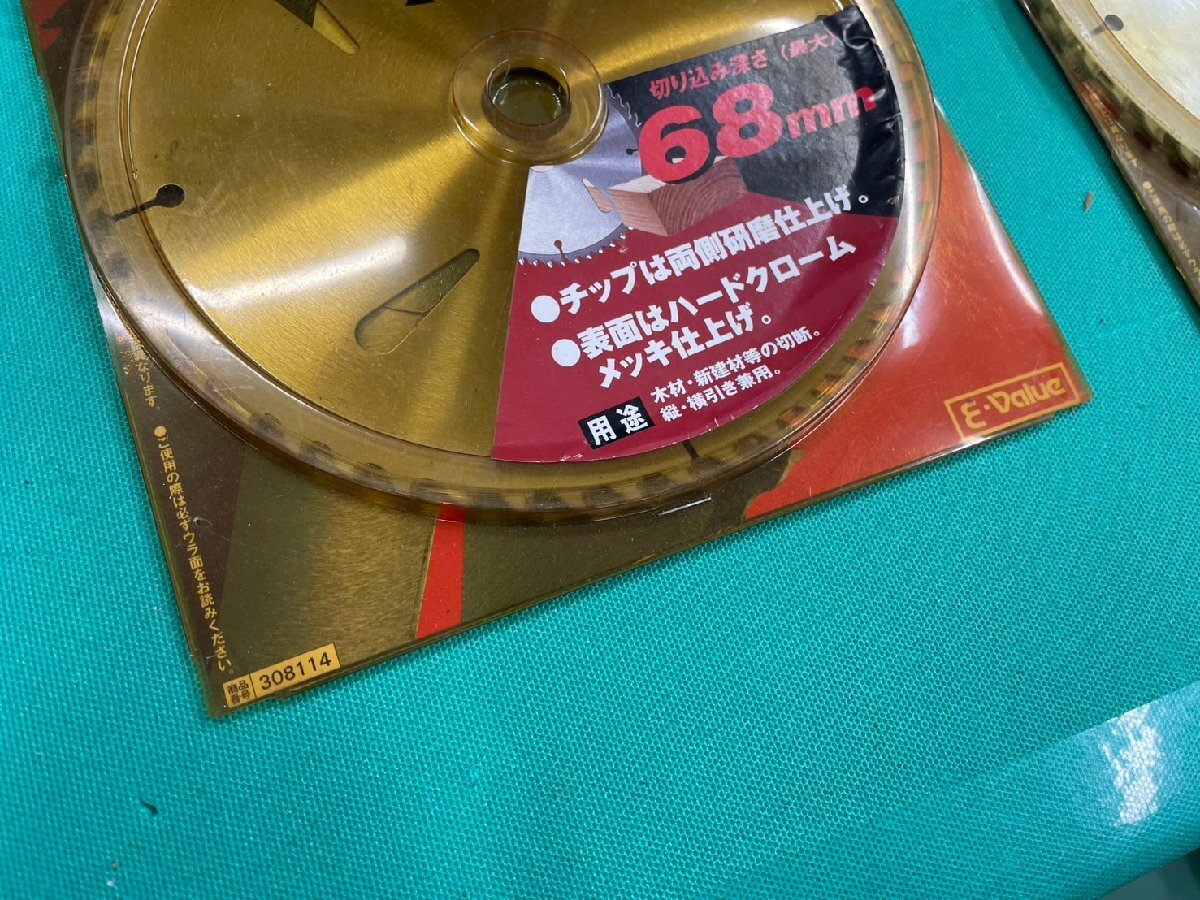 切り込み深さ（最大）
68mm
●チップは両側研磨仕上げ。
●表面はハードクローム
メッキ仕上げ。
用途
木材・新建材等の切断。
縦・横引き兼用。
E-Value
なります。
●ご使用の際は必ずウラ面をお読みください。
商品
番号
308114